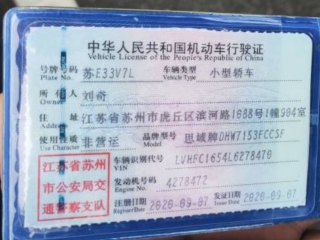 中华人民共和国机动车行驶证
Vehicle License of the People's Republic of China
号牌号码 苏E33V7L 车辆类型 小型轿车
Plate No. Vehicle Type
所有人 刘奇
Owner
住址 江苏省苏州市虎丘区滨河路1088号1幢904室
Address
使用性质 非营运 品牌型号 思域牌DHW7153FCCSF
Use Character Model
江苏省苏州市公安局交通警察支队
车辆识别代号 LVHFC1654L6278470
VIN
发动机号码 4278472
Engine No.
注册日期 2020-09-07 发证日期 2020-09-07
Register Date Issue Date